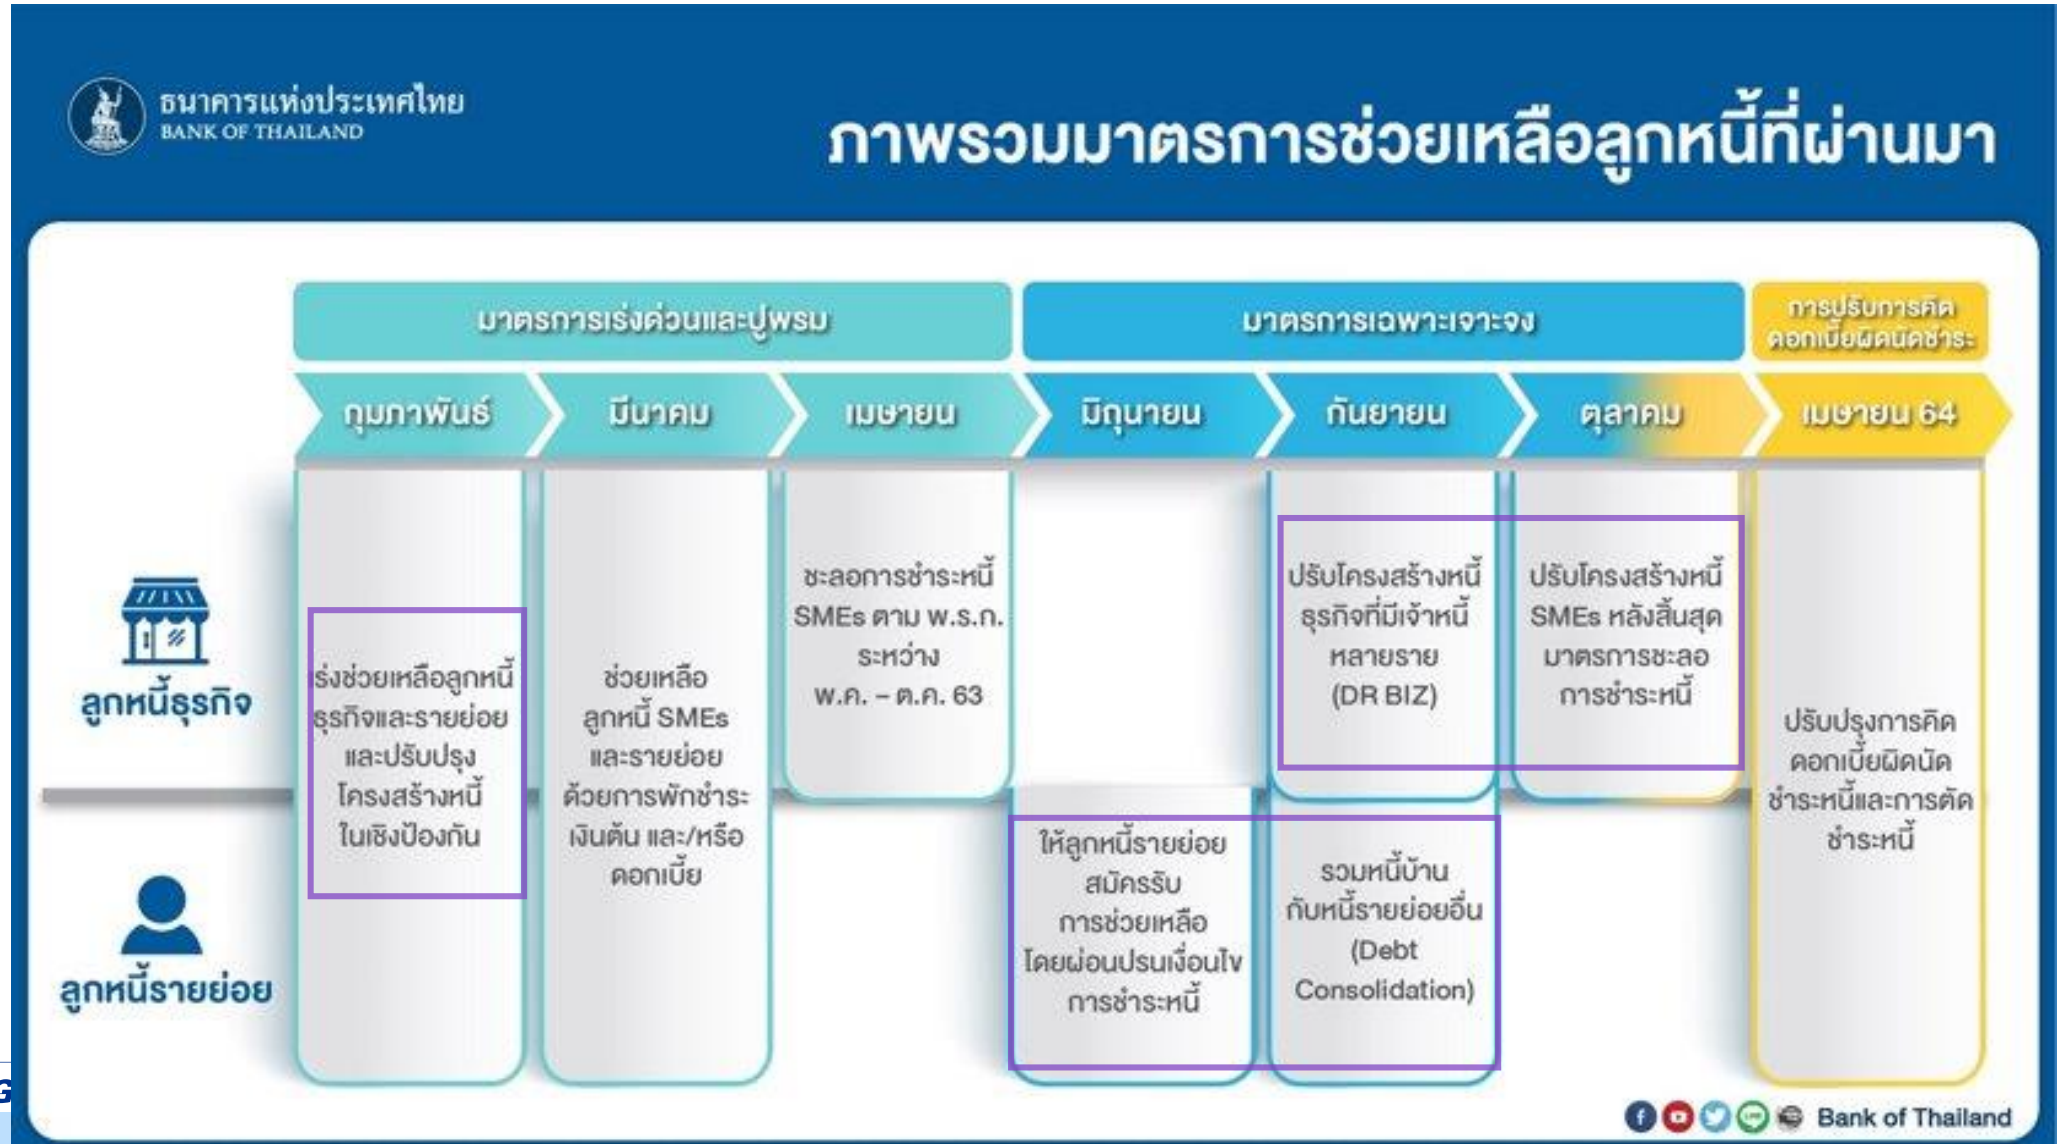 ธนาคารแห่งประเทศไทย
BANK OF THAILAND
ภาพรวมมาตรการช่วยเหลือลูกหนี้ที่ผ่านมา
มาตรการเร่งด่วนและปูพรม
มาตรการเฉพาะเจาะจง
การปรับการคิด
ดอกเบี้ยผิดนัดชำระ
กุมภาพันธ์
มีนาคม
เมษายน
มิถุนายน
กันยายน
ตุลาคม
เมษายน 64
ลูกหนี้ธุรกิจ
ลูกหนี้รายย่อย
เร่งช่วยเหลือลูกหนี้
ธุรกิจและรายย่อย
และปรับปรุง
โครงสร้างหนี้
ในเชิงป้องกัน
ช่วยเหลือ
ลูกหนี้ SMEs
และรายย่อย
ด้วยการพักชำระ
เงินต้น และ/หรือ
ดอกเบี้ย
ชะลอการชำระหนี้
SMEs ตาม พ.ร.ก.
ระหว่าง
พ.ค. – ต.ค. 63
ให้ลูกหนี้รายย่อย
สมัครรับ
การช่วยเหลือ
โดยผ่อนปรนเงื่อนไข
การชำระหนี้
ปรับโครงสร้างหนี้
ธุรกิจที่มีเจ้าหนี้
หลายราย
(DR BIZ)
รวมหนี้บ้าน
กับหนี้รายย่อยอื่น
(Debt
Consolidation)
ปรับโครงสร้างหนี้
SMEs หลังสิ้นสุด
มาตรการชะลอ
การชำระหนี้
ปรับปรุงการคิด
ดอกเบี้ยผิดนัด
ชำระหนี้และการตัด
ชำระหนี้
Bank of Thailand